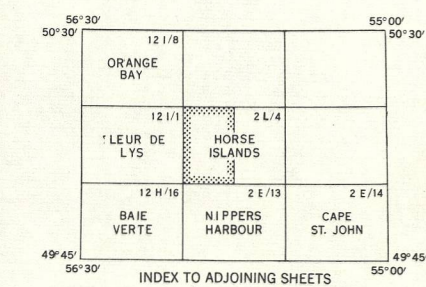 56°30′ 55°00′
50°30′ 50°30′
12 I/8
ORANGE
BAY
12 I/1 2 L/4
LEUR DE HORSE
LYS ISLANDS
12 H/16 2 E/13 2 E/14
BAIE NIPPERS CAPE
VERTE HARBOUR ST. JOHN
49°45′ 49°45′
56°30′ 55°00′
INDEX TO ADJOINING SHEETS